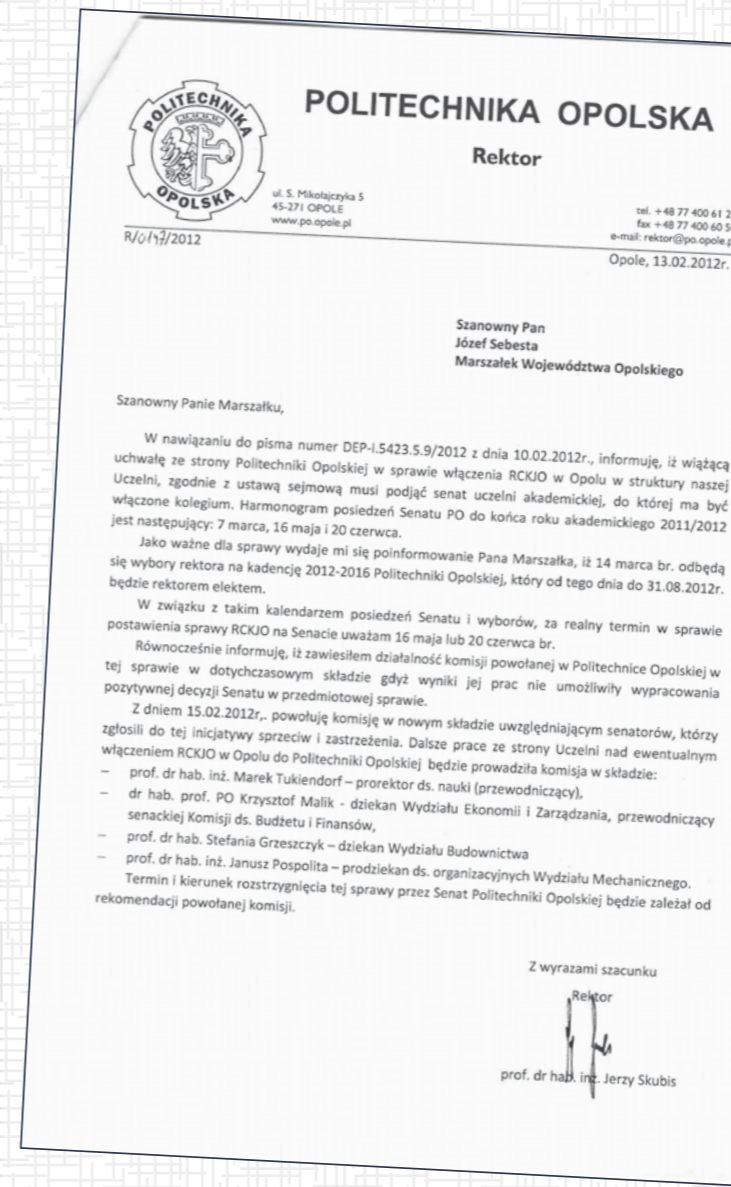 POLITECHNIKA OPOLSKA
POLITECHNIKA OPOLSKA
Rektor
ul. S. Mikołajczyka 5
45-271 OPOLE
www.po.opole.pl
tel. +48 77 400 61 2
fax +48 77 400 60 5
e-mail: rektor@po.opole.p
R/0147/2012
Opole, 13.02.2012r.
Szanowny Pan
Józef Sebesta
Marszałek Województwa Opolskiego
Szanowny Panie Marszałku,
W nawiązaniu do pisma numer DEP-I.5423.5.9/2012 z dnia 10.02.2012r., informuję, iż wiążącą
uchwałę ze strony Politechniki Opolskiej w sprawie włączenia RCKJO w Opolu w struktury naszej
Uczelni, zgodnie z ustawą sejmową musi podjąć senat uczelni akademickiej, do której ma być
włączone kolegium. Harmonogram posiedzeń Senatu PO do końca roku akademickiego 2011/2012
jest następujący: 7 marca, 16 maja i 20 czerwca.
Jako ważne dla sprawy wydaje mi się poinformowanie Pana Marszałka, iż 14 marca br. odbędą
się wybory rektora na kadencję 2012-2016 Politechniki Opolskiej, który od tego dnia do 31.08.2012r.
będzie rektorem elektem.
W związku z takim kalendarzem posiedzeń Senatu i wyborów, za realny termin w sprawie
postawienia sprawy RCKJO na Senacie uważam 16 maja lub 20 czerwca br.
Równocześnie informuję, iż zawiesiłem działalność komisji powołanej w Politechnice Opolskiej w
tej sprawie w dotychczasowym składzie gdyż wyniki jej prac nie umożliwiły wypracowania
pozytywnej decyzji Senatu w przedmiotowej sprawie.
Z dniem 15.02.2012r,. powołuję komisję w nowym składzie uwzględniającym senatorów, którzy
zgłosili do tej inicjatywy sprzeciw i zastrzeżenia. Dalsze prace ze strony Uczelni nad ewentualnym
włączeniem RCKJO w Opolu do Politechniki Opolskiej będzie prowadziła komisja w składzie:
– prof. dr hab. inż. Marek Tukiendorf – prorektor ds. nauki (przewodniczący),
– dr hab. prof. PO Krzysztof Malik - dziekan Wydziału Ekonomii i Zarządzania, przewodniczący
senackiej Komisji ds. Budżetu i Finansów,
– prof. dr hab. Stefania Grzeszczyk – dziekan Wydziału Budownictwa
– prof. dr hab. inż. Janusz Pospolita – prodziekan ds. organizacyjnych Wydziału Mechanicznego.
Termin i kierunek rozstrzygnięcia tej sprawy przez Senat Politechniki Opolskiej będzie zależał od
rekomendacji powołanej komisji.
Z wyrazami szacunku
Rektor
prof. dr hab. inż. Jerzy Skubis